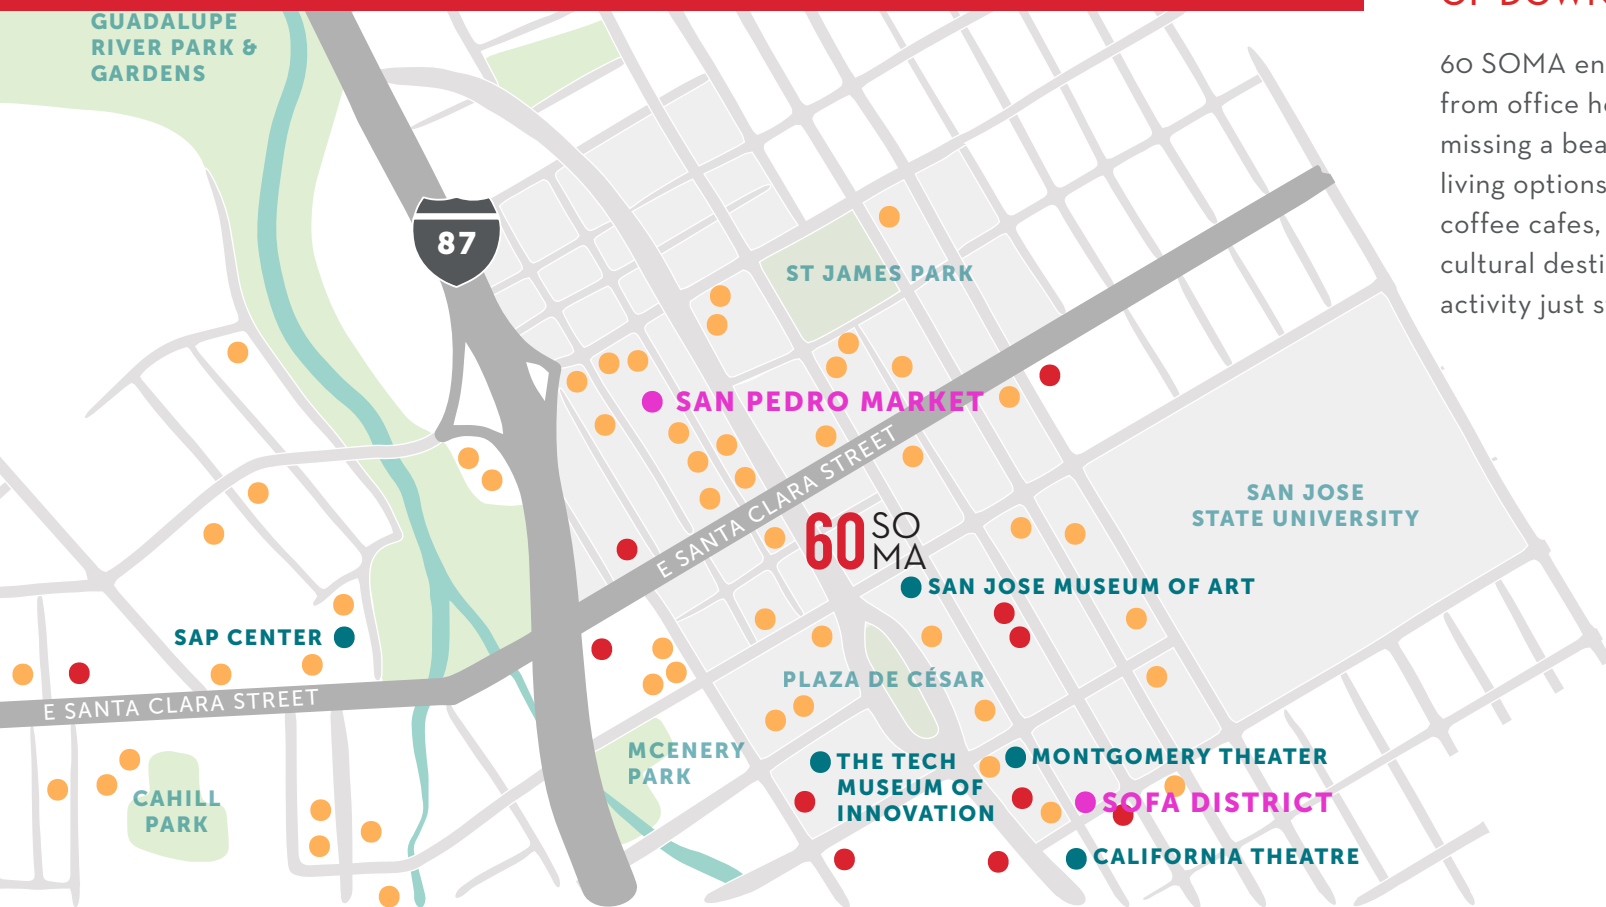 GUADALUPE
RIVER PARK &
GARDENS
60 SOMA
from office
missing a
living options
coffee cafes,
cultural
activity just
87
ST JAMES PARK
SAN PEDRO MARKET
E SANTA CLARA STREET
SAN JOSE
STATE UNIVERSITY
60 SO
MA
SAN JOSE MUSEUM OF ART
SAP CENTER
E SANTA CLARA STREET
PLAZA DE CÉSAR
MCENERY
PARK
THE TECH
MUSEUM OF
INNOVATION
MONTGOMERY THEATER
SOFA DISTRICT
CAHILL
PARK
CALIFORNIA THEATRE